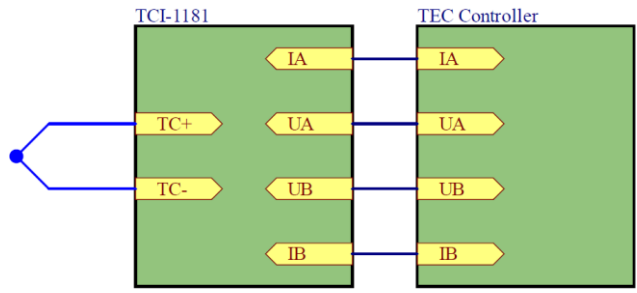 TCI-1181 TEC Controller
IA IA
TC+ UA UA
TC- UB UB
IB IB